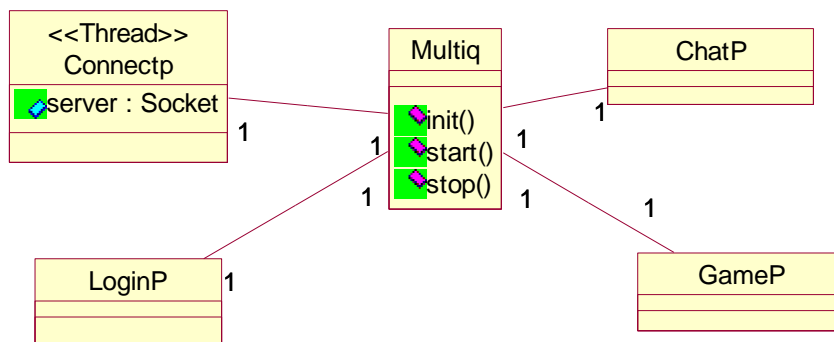 <<Thread>>
Connectp
server : Socket
Multiq
init()
start()
stop()
ChatP
1
1
1
1
1
1
1
1
LoginP
GameP